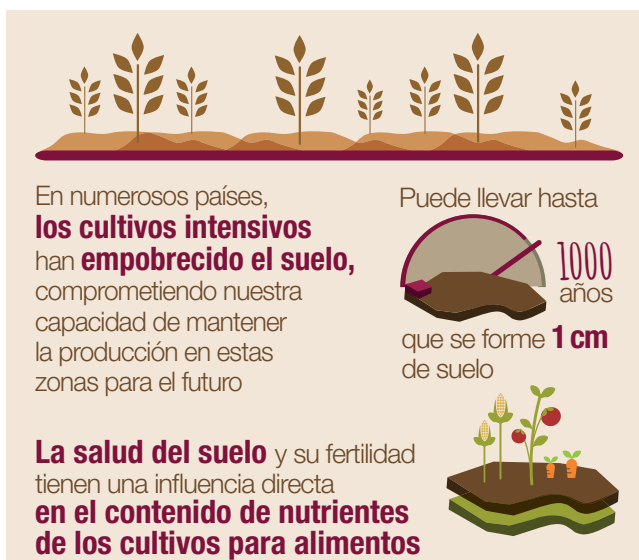 En numerosos países,
los cultivos intensivos
han empobrecido el suelo,
comprometiendo nuestra
capacidad de mantener
la producción en estas
zonas para el futuro
Puede llevar hasta
1000
años
que se forme 1 cm
de suelo
La salud del suelo y su fertilidad
tienen una influencia directa
en el contenido de nutrientes
de los cultivos para alimentos